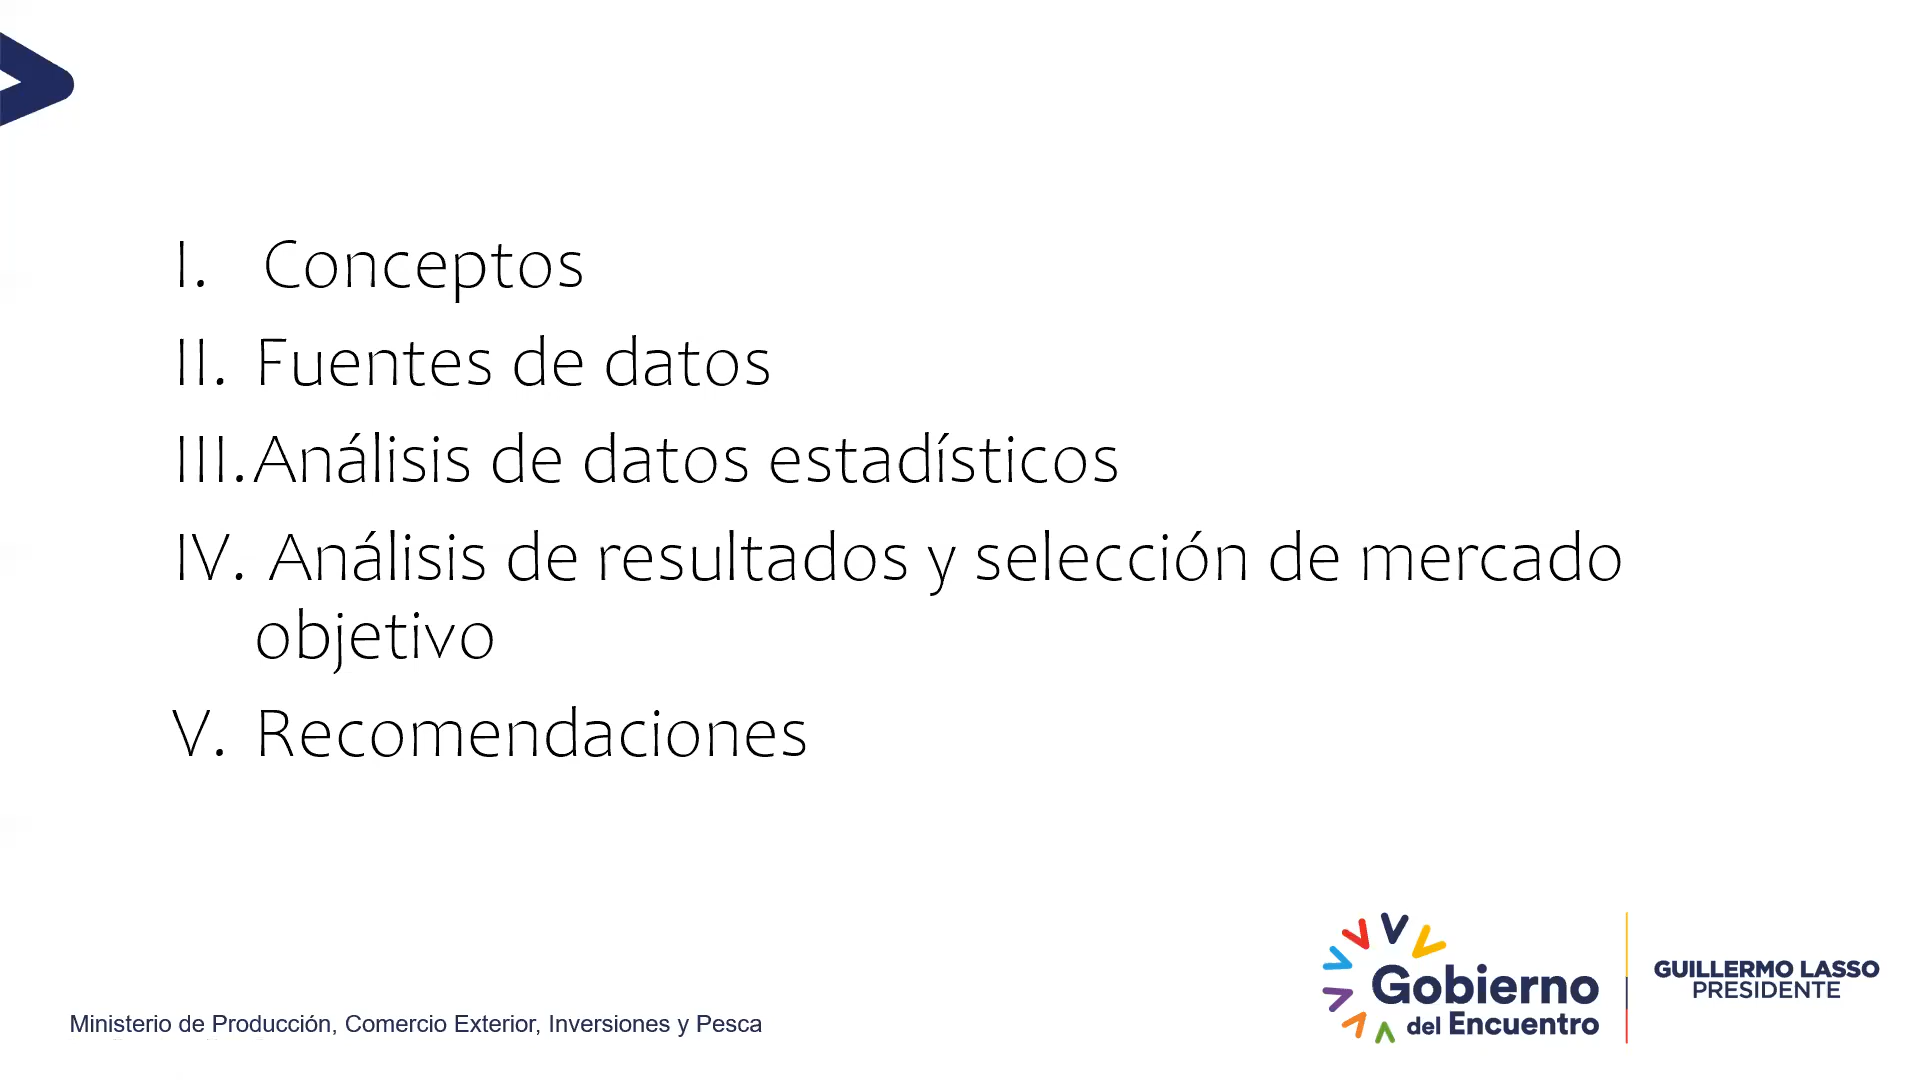 I. Conceptos
II. Fuentes de datos
III. Análisis de datos estadísticos
IV. Análisis de resultados y selección de mercado
objetivo
V. Recomendaciones
Ministerio de Producción, Comercio Exterior, Inversiones y Pesca
Gobierno
del Encuentro
GUILLERMO LASSO
PRESIDENTE